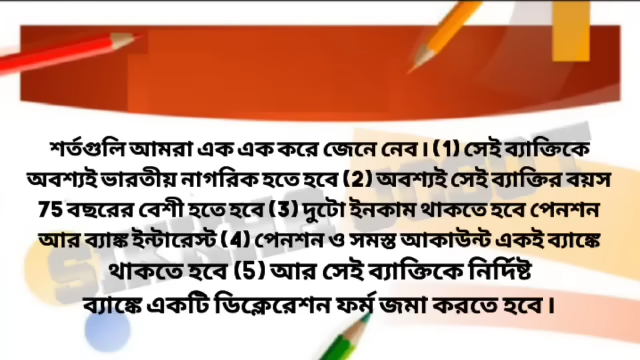 শর্তগুলি আমরা এক এক করে জেনে নেব। (1) সেই ব্যাক্তিকে
অবশ্যই ভারতীয় নাগরিক হতে হবে (2) অবশ্যই সেই ব্যাক্তির বয়স
75 বছরের বেশী হতে হবে (3) দুটো ইনকাম থাকতে হবে পেনশন
আর ব্যাঙ্ক ইন্টারেস্ট (4) পেনশন ও সমস্ত আকাউন্ট একই ব্যাঙ্কে
থাকতে হবে (5) আর সেই ব্যাক্তিকে নির্দিষ্ট
ব্যাঙ্কে একটি ডিক্লেরেশন ফর্ম জমা করতে হবে।